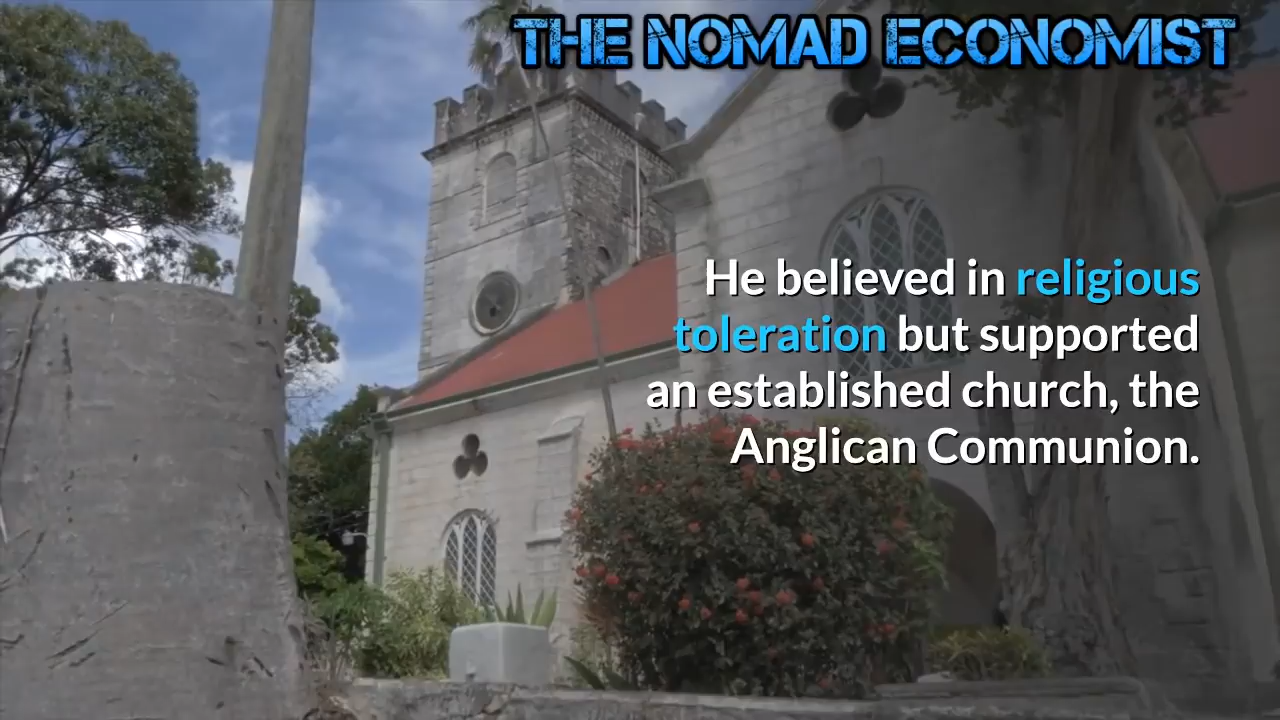 THE NOMAD ECONOMIST
He believed in religious
toleration but supported
an established church, the
Anglican Communion.